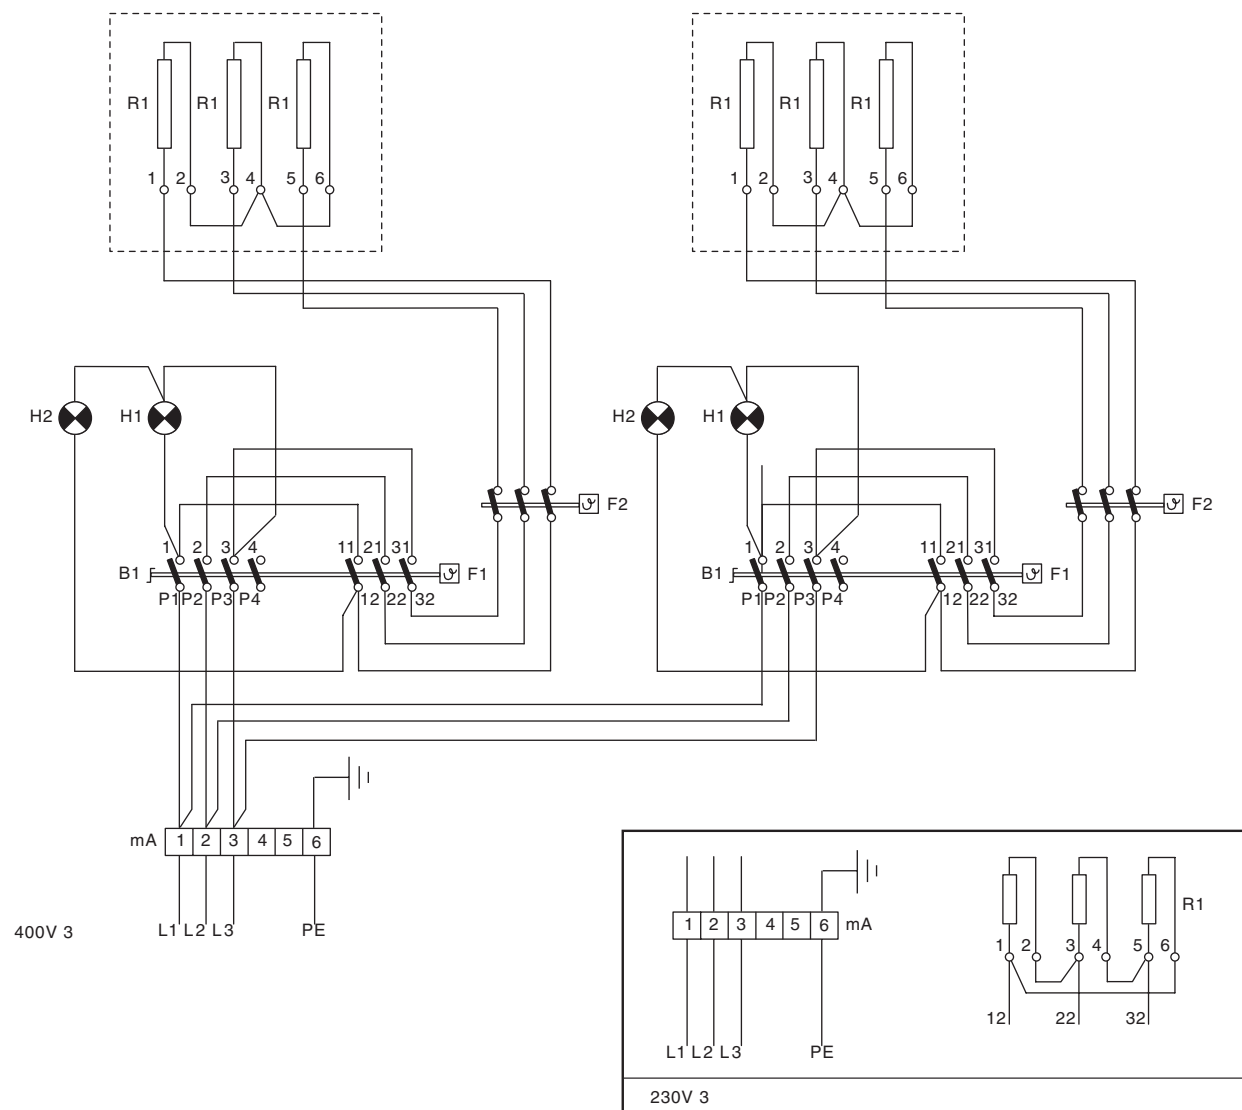 R1 R1 R1 R1 R1 R1
1 2 3 4 5 6 1 2 3 4 5 6
H2 H1 H2 H1
F2 F2
1 2 3 4 11 21 31 1 2 3 4 11 21 31
B1 F1 B1 F1
P1 P2 P3 P4 12 22 32 P1 P2 P3 P4 12 22 32
mA 1 2 3 4 5 6
400V 3 L1 L2 L3 PE
R1
1 2 3 4 5 6 mA
1 2 3 4 5 6
12 22 32
L1 L2 L3 PE
230V 3